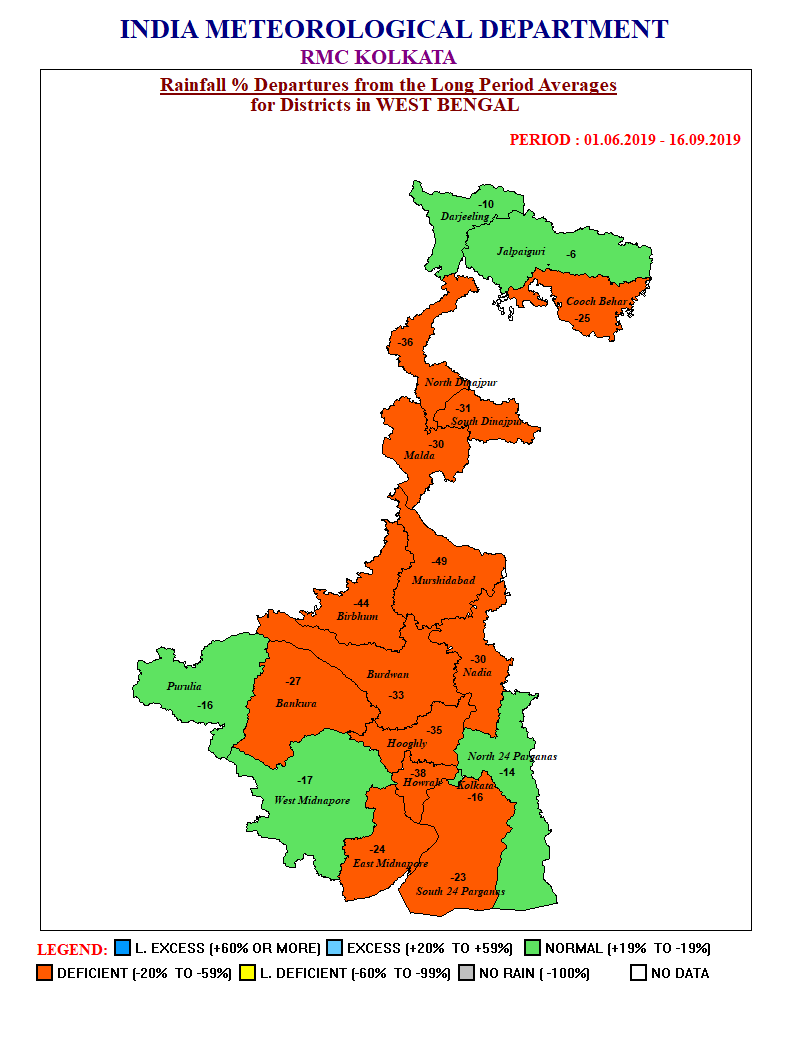 INDIA METEOROLOGICAL DEPARTMENT
RMC KOLKATA
Rainfall % Departures from the Long Period Averages
for Districts in WEST BENGAL
PERIOD : 01.06.2019 - 16.09.2019
-10
Darjeeling
Jalpaiguri -6
Cooch Behar
-25
-36
North Dinajpur
-31
South Dinajpur
-30
Malda
-49
Murshidabad
-44
Birbhum
-30
Nadia
Burdwan
-33
-27
Bankura
Purulia
-16
-35
Hooghly
North 24 Parganas
-14
-38
Howrah
Kolkata
-16
-17
West Midnapore
-24
East Midnapore
-23
South 24 Parganas
LEGEND: L. EXCESS (+60% OR MORE) EXCESS (+20% TO +59%) NORMAL (+19% TO -19%)
DEFICIENT (-20% TO -59%) L. DEFICIENT (-60% TO -99%) NO RAIN ( -100%) NO DATA